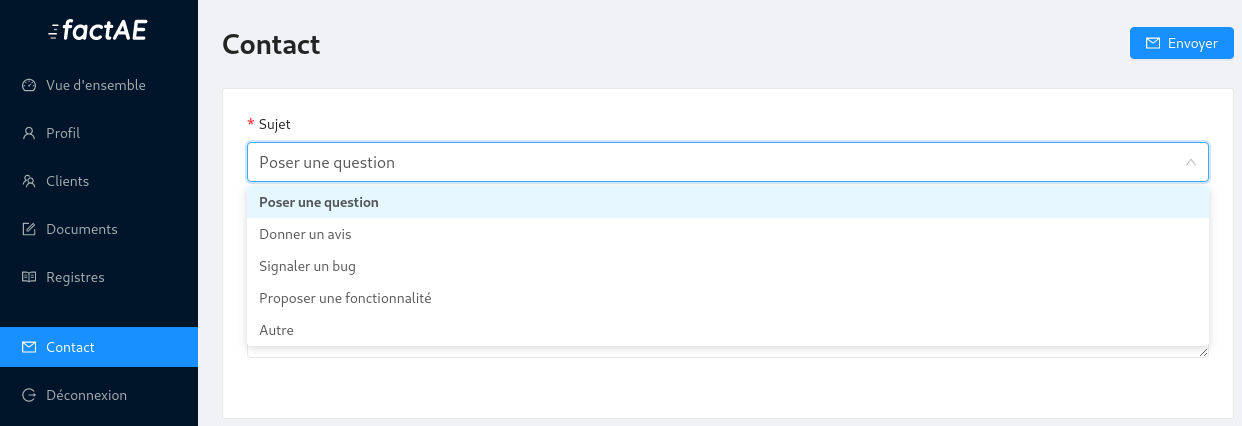 factAE
Vue d'ensemble
Profil
Clients
Documents
Registres
Contact
Déconnexion
Contact
Envoyer
* Sujet
Poser une question
Poser une question
Donner un avis
Signaler un bug
Proposer une fonctionnalité
Autre